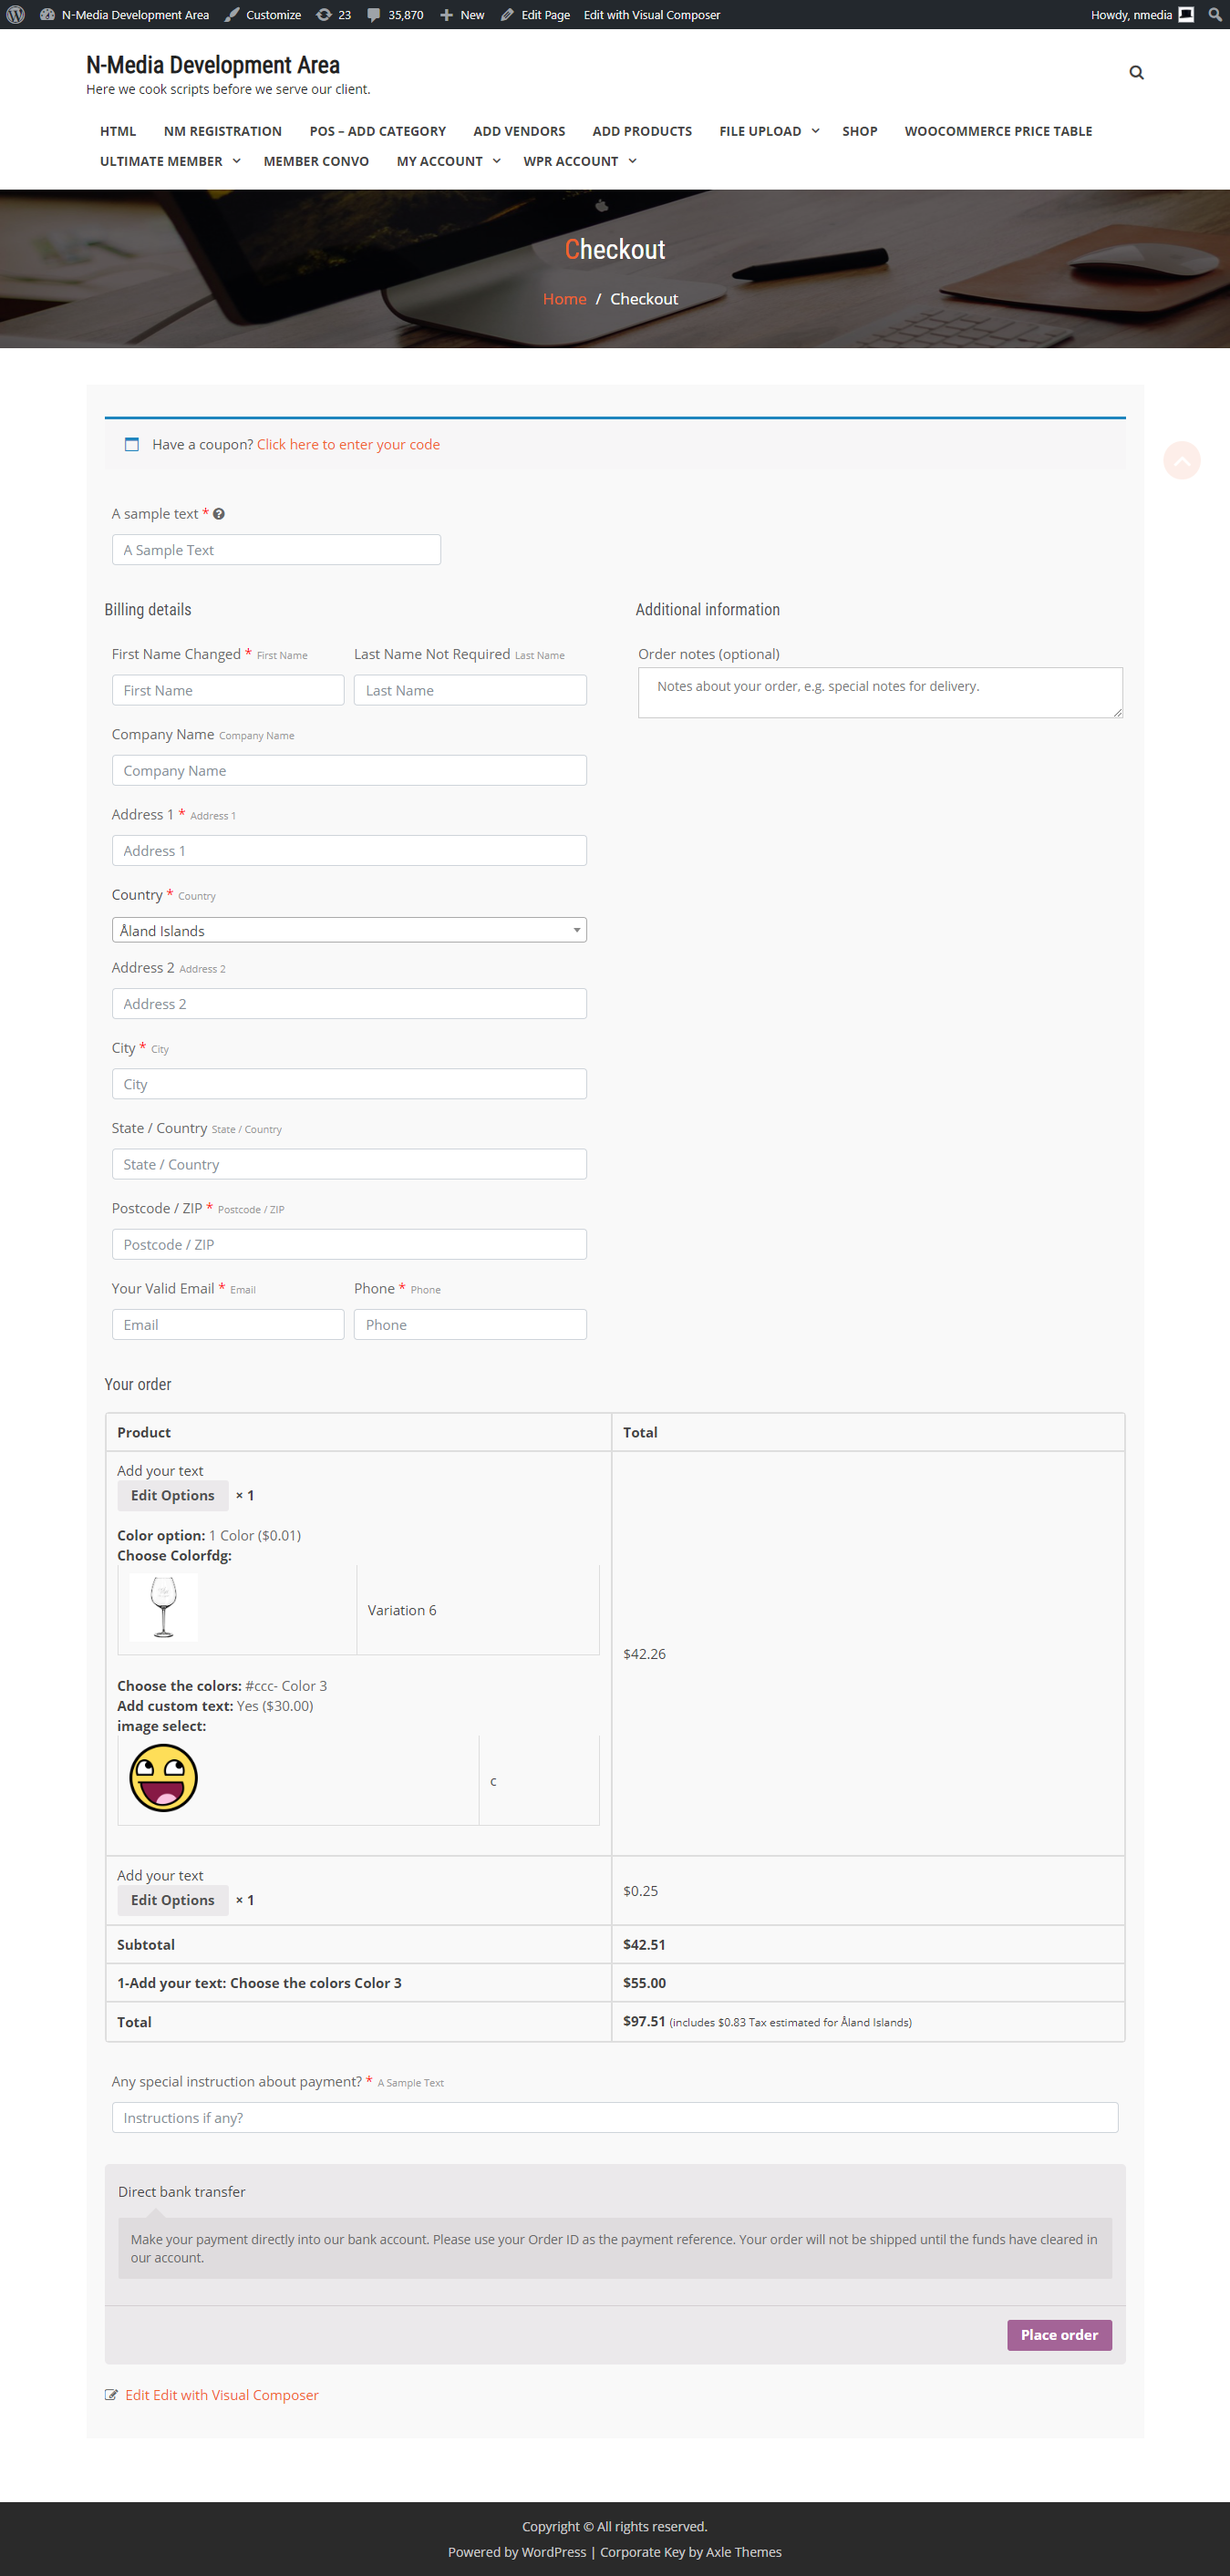 N-Media Development Area Customize 23 35,870 New Edit Page Edit with Visual Composer Howdy, nmedia
N-Media Development Area
Here we cook scripts before we serve our client.
HTML NM REGISTRATION POS – ADD CATEGORY ADD VENDORS ADD PRODUCTS FILE UPLOAD SHOP WOOCOMMERCE PRICE TABLE
ULTIMATE MEMBER MEMBER CONVO MY ACCOUNT WPR ACCOUNT
Checkout
Home / Checkout
Have a coupon? Click here to enter your code
A sample text *
A Sample Text
Billing details
First Name Changed * First Name Last Name Not Required Last Name
First Name Last Name
Company Name Company Name
Company Name
Address 1 * Address 1
Address 1
Country * Country
Åland Islands
Address 2 Address 2
Address 2
City * City
City
State / Country State / Country
State / Country
Postcode / ZIP * Postcode / ZIP
Postcode / ZIP
Your Valid Email * Email Phone * Phone
Email Phone
Additional information
Order notes (optional)
Notes about your order, e.g. special notes for delivery.
Your order
Product Total
Add your text
Edit Options × 1
Color option: 1 Color ($0.01)
Choose Colorfdg:
Variation 6
$42.26
Choose the colors: #ccc- Color 3
Add custom text: Yes ($30.00)
image select:
c
Add your text
Edit Options × 1
$0.25
Subtotal $42.51
1-Add your text: Choose the colors Color 3 $55.00
Total $97.51 (includes $0.83 Tax estimated for Åland Islands)
Any special instruction about payment? * A Sample Text
Instructions if any?
Direct bank transfer
Make your payment directly into our bank account. Please use your Order ID as the payment reference. Your order will not be shipped until the funds have cleared in
our account.
Place order
Edit Edit with Visual Composer
Copyright © All rights reserved.
Powered by WordPress | Corporate Key by Axle Themes